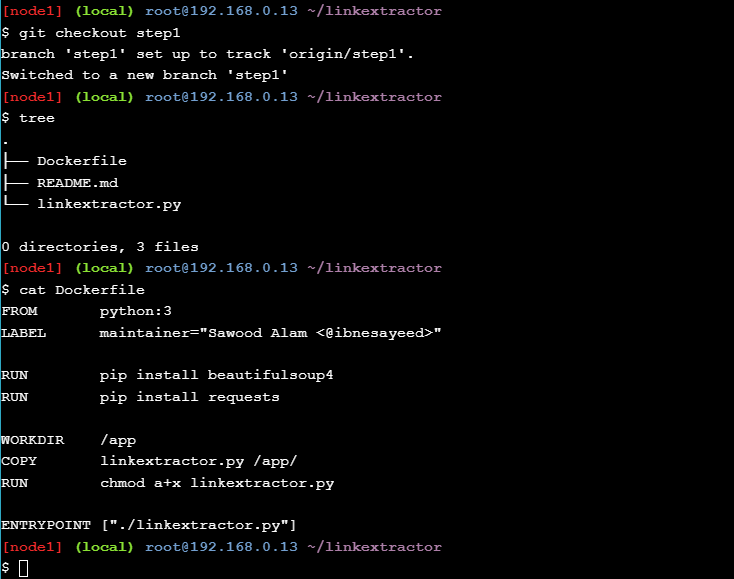 [node1] (local) root@192.168.0.13 ~/linkextractor
$ git checkout step1
branch 'step1' set up to track 'origin/step1'.
Switched to a new branch 'step1'
[node1] (local) root@192.168.0.13 ~/linkextractor
$ tree
.
├── Dockerfile
├── README.md
└── linkextractor.py

0 directories, 3 files
[node1] (local) root@192.168.0.13 ~/linkextractor
$ cat Dockerfile
FROM       python:3
LABEL      maintainer="Sawood Alam <@ibnesayeed>"

RUN        pip install beautifulsoup4
RUN        pip install requests

WORKDIR    /app
COPY       linkextractor.py /app/
RUN        chmod a+x linkextractor.py

ENTRYPOINT ["./linkextractor.py"]
[node1] (local) root@192.168.0.13 ~/linkextractor
$